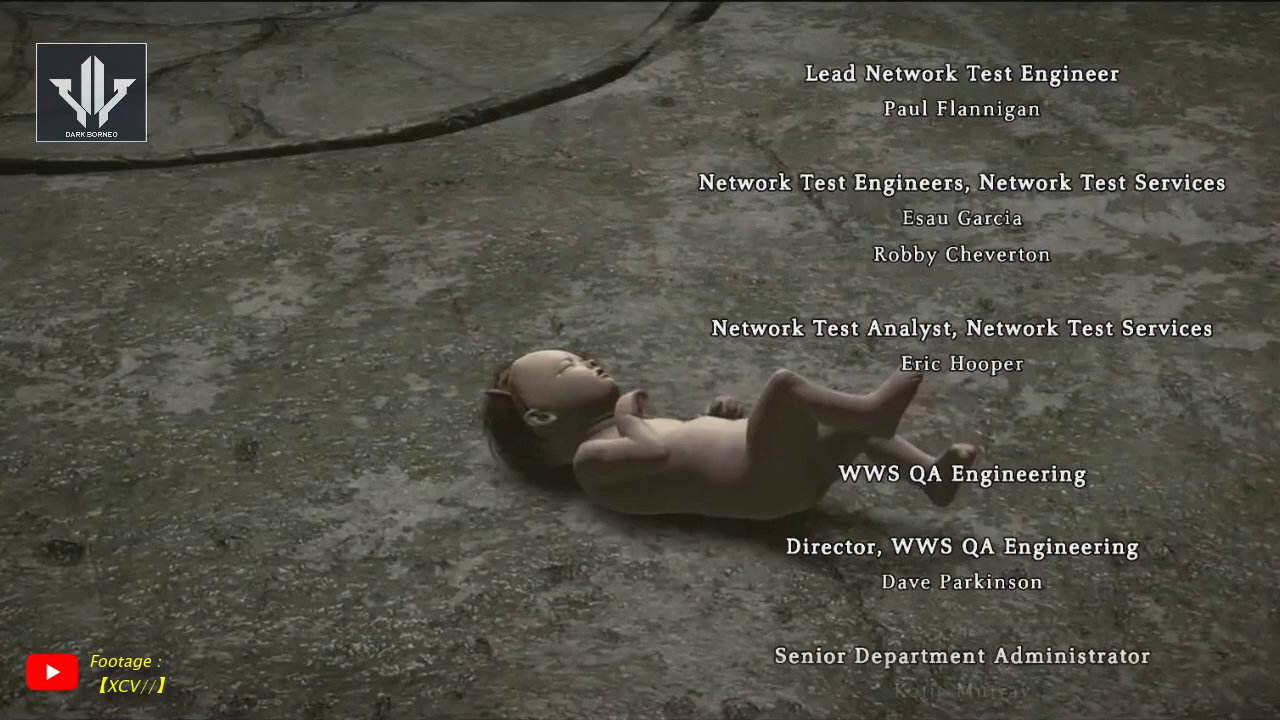 DARK BORNEO
Lead Network Test Engineer
Paul Flannigan
Network Test Engineers, Network Test Services
Esau Garcia
Robby Cheverton
Network Test Analyst, Network Test Services
Eric Hooper
WWS QA Engineering
Director, WWS QA Engineering
Dave Parkinson
Senior Department Administrator
Murray
Footage :
【XCV//】